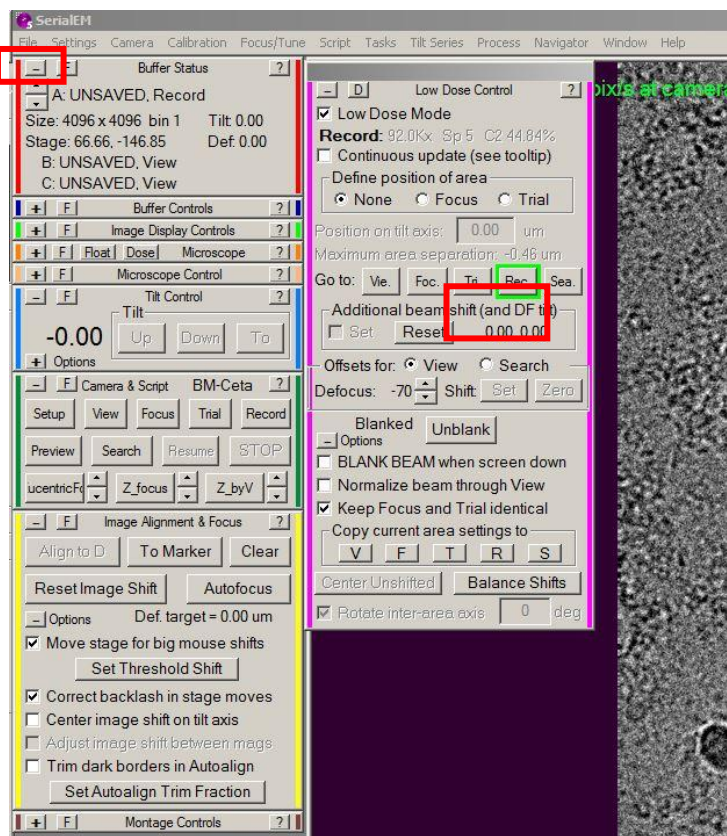 SerialEM
File Settings Camera Calibration Focus/Tune Script Tasks Tilt Series Process Navigator Window Help
- F Buffer Status ?
A: UNSAVED, Record
Size: 4096 x 4096 bin 1 Tilt: 0.00
Stage: 66.66, -146.85 Def: 0.00
B: UNSAVED, View
C: UNSAVED, View
+ F Buffer Controls ?
+ F Image Display Controls ?
+ F Float Dose Microscope ?
+ F Microscope Control ?
- F Tilt Control ?
Tilt
-0.00 Up Down To
+ Options
- F Camera & Script BM-Ceta ?
Setup View Focus Trial Record
Preview Search Resume STOP
ucentricFo Z_focus Z_byV
- F Image Alignment & Focus ?
Align to D To Marker Clear
Reset Image Shift Autofocus
- Options Def. target = 0.00 um
Move stage for big mouse shifts
Set Threshold Shift
Correct backlash in stage moves
Center image shift on tilt axis
Adjust image shift between mags
Trim dark borders in Autoalign
Set Autoalign Trim Fraction
+ F Montage Controls ?
- D Low Dose Control ?
Low Dose Mode
Record: 92.0Kx Sp 5 C2 44.84%
Continuous update (see tooltip)
Define position of area
None Focus Trial
Position on tilt axis: 0.00 um
Maximum area separation: -0.46 um
Go to: Vie. Foc. Tri. Rec. Sea.
Additional beam shift (and DF tilt)
Set Reset 0.00, 0.00
Offsets for: View Search
Defocus: -70 Shift: Set Zero
Blanked Unblank
- Options
BLANK BEAM when screen down
Normalize beam through View
Keep Focus and Trial identical
Copy current area settings to
V F T R S
Center Unshifted Balance Shifts
Rotate inter-area axis 0 deg
pixls at camera